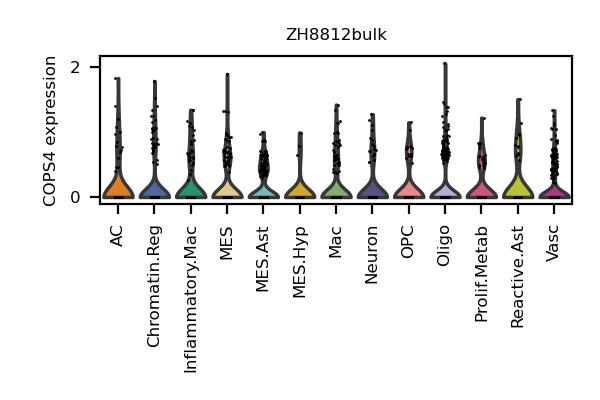 ZH8812bulk
COPS4 expression
2
0
AC
Chromatin.Reg
Inflammatory.Mac
MES
MES.Ast
MES.Hyp
Mac
Neuron
OPC
Oligo
Prolif.Metab
Reactive.Ast
Vasc